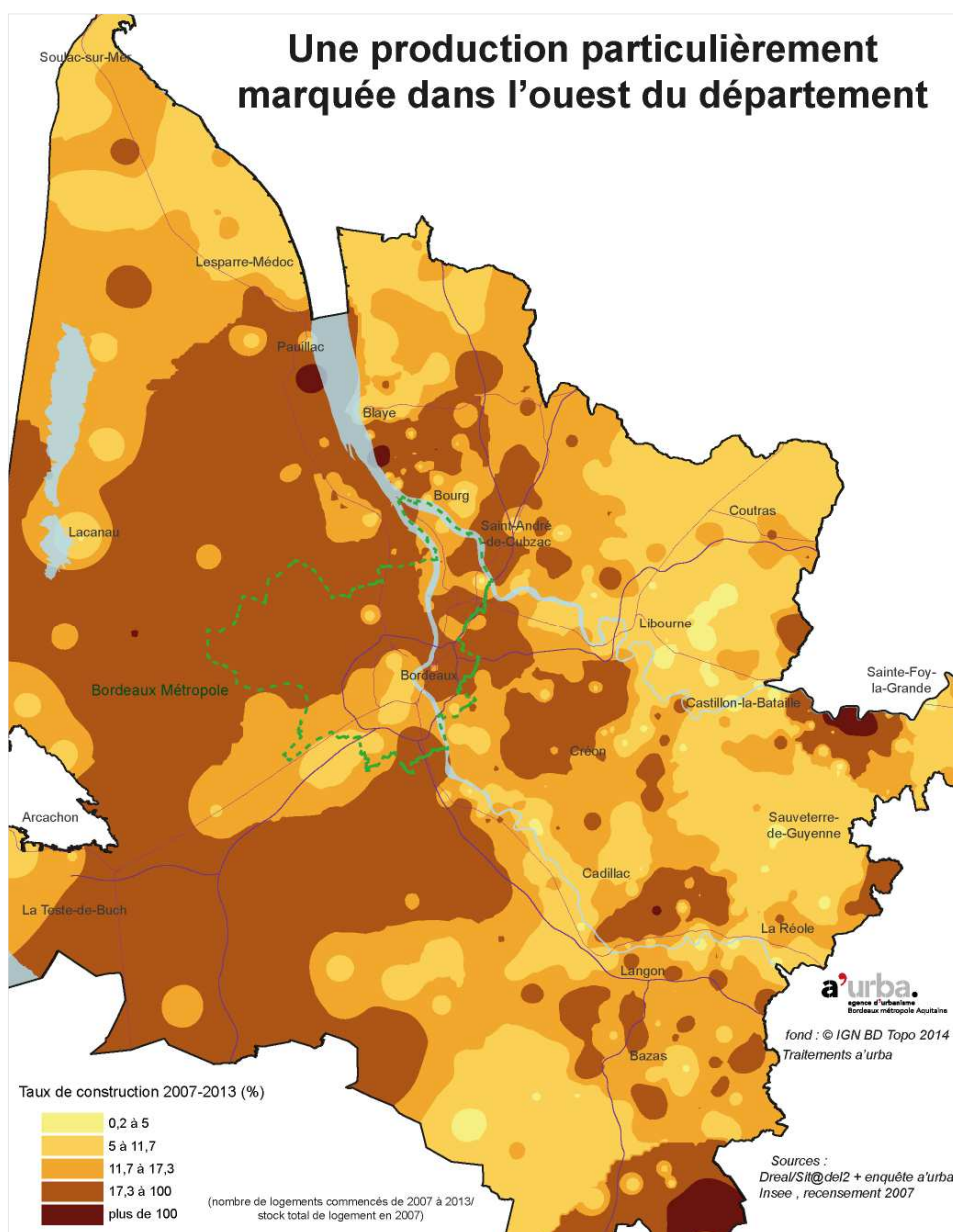 Une production particulièrement
marquée dans l'ouest du département
Soulac-sur-Mer
Lesparre-Médoc
Pauillac
Blaye
Bourg
Saint-André
-de-Cubzac
Coutras
Lacanau
Libourne
Bordeaux
Bordeaux Métropole
Sainte-Foy-
la-Grande
Castillon-la-Bataille
Créon
Arcachon
Sauveterre-
de-Guyenne
Cadillac
La Teste-de-Buch
La Réole
Langon
Bazas
a'urba.
agence d'urbanisme
Bordeaux métropole Aquitaine
fond : © IGN BD Topo 2014
Traitements a'urba
Taux de construction 2007-2013 (%)
0,2 à 5
5 à 11,7
11,7 à 17,3
17,3 à 100
plus de 100
(nombre de logements commencés de 2007 à 2013/
stock total de logement en 2007)
Sources :
Dreal/Sit@del2 + enquête a'urba
Insee , recensement 2007